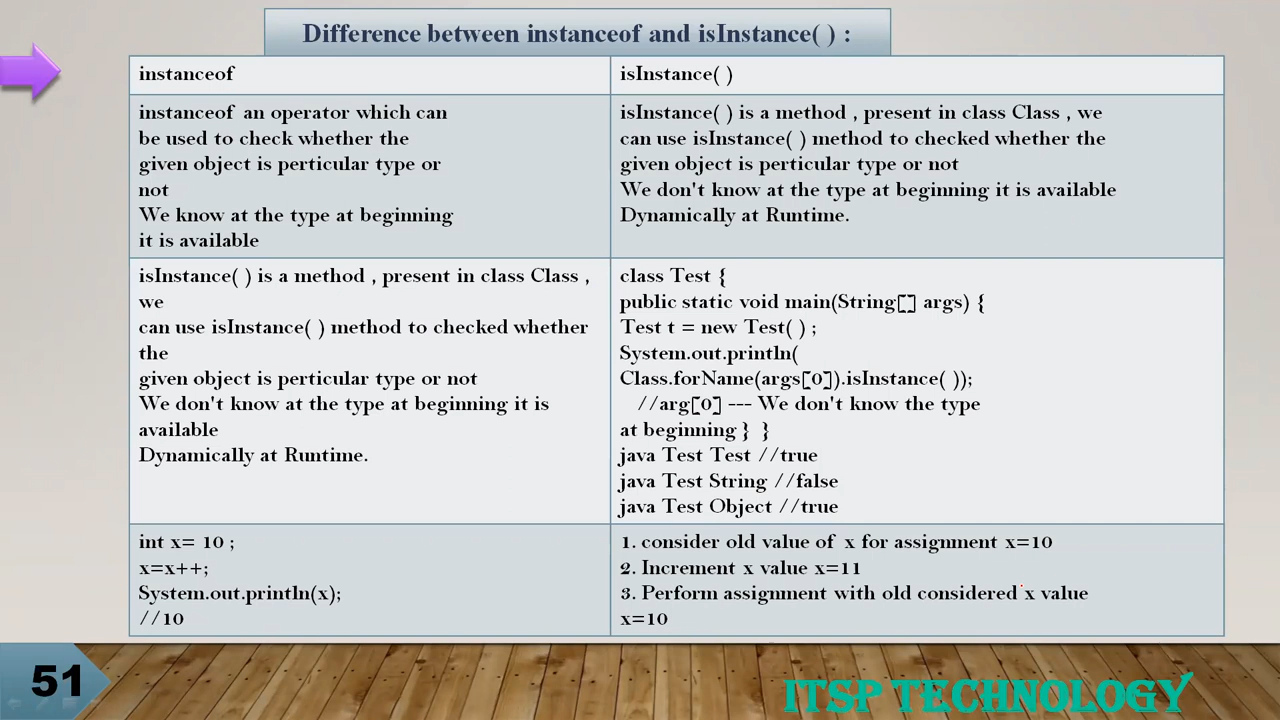 Difference between instanceof and isInstance( ) :
instanceof
isInstance( )
instanceof  an operator which can
be used to check whether the
given object is perticular type or
not
We know at the type at beginning
it is available
isInstance( ) is a method , present in class Class , we
can use isInstance( ) method to checked whether the
given object is perticular type or not
We don't know at the type at beginning it is available
Dynamically at Runtime.
isInstance( ) is a method , present in class Class ,
we
can use isInstance( ) method to checked whether
the
given object is perticular type or not
We don't know at the type at beginning it is
available
Dynamically at Runtime.
class Test {
public static void main(String[] args) {
Test t = new Test( ) ;
System.out.println(
Class.forName(args[0]).isInstance( ));
//arg[0] --- We don't know the type
at beginning }  }
java Test Test //true
java Test String //false
java Test Object //true
int x= 10 ;
x=x++;
System.out.println(x);
//10
1. consider old value of x for assignment x=10
2. Increment x value x=11
3. Perform assignment with old considered x value
x=10
51
ITSP TECHNOLOGY